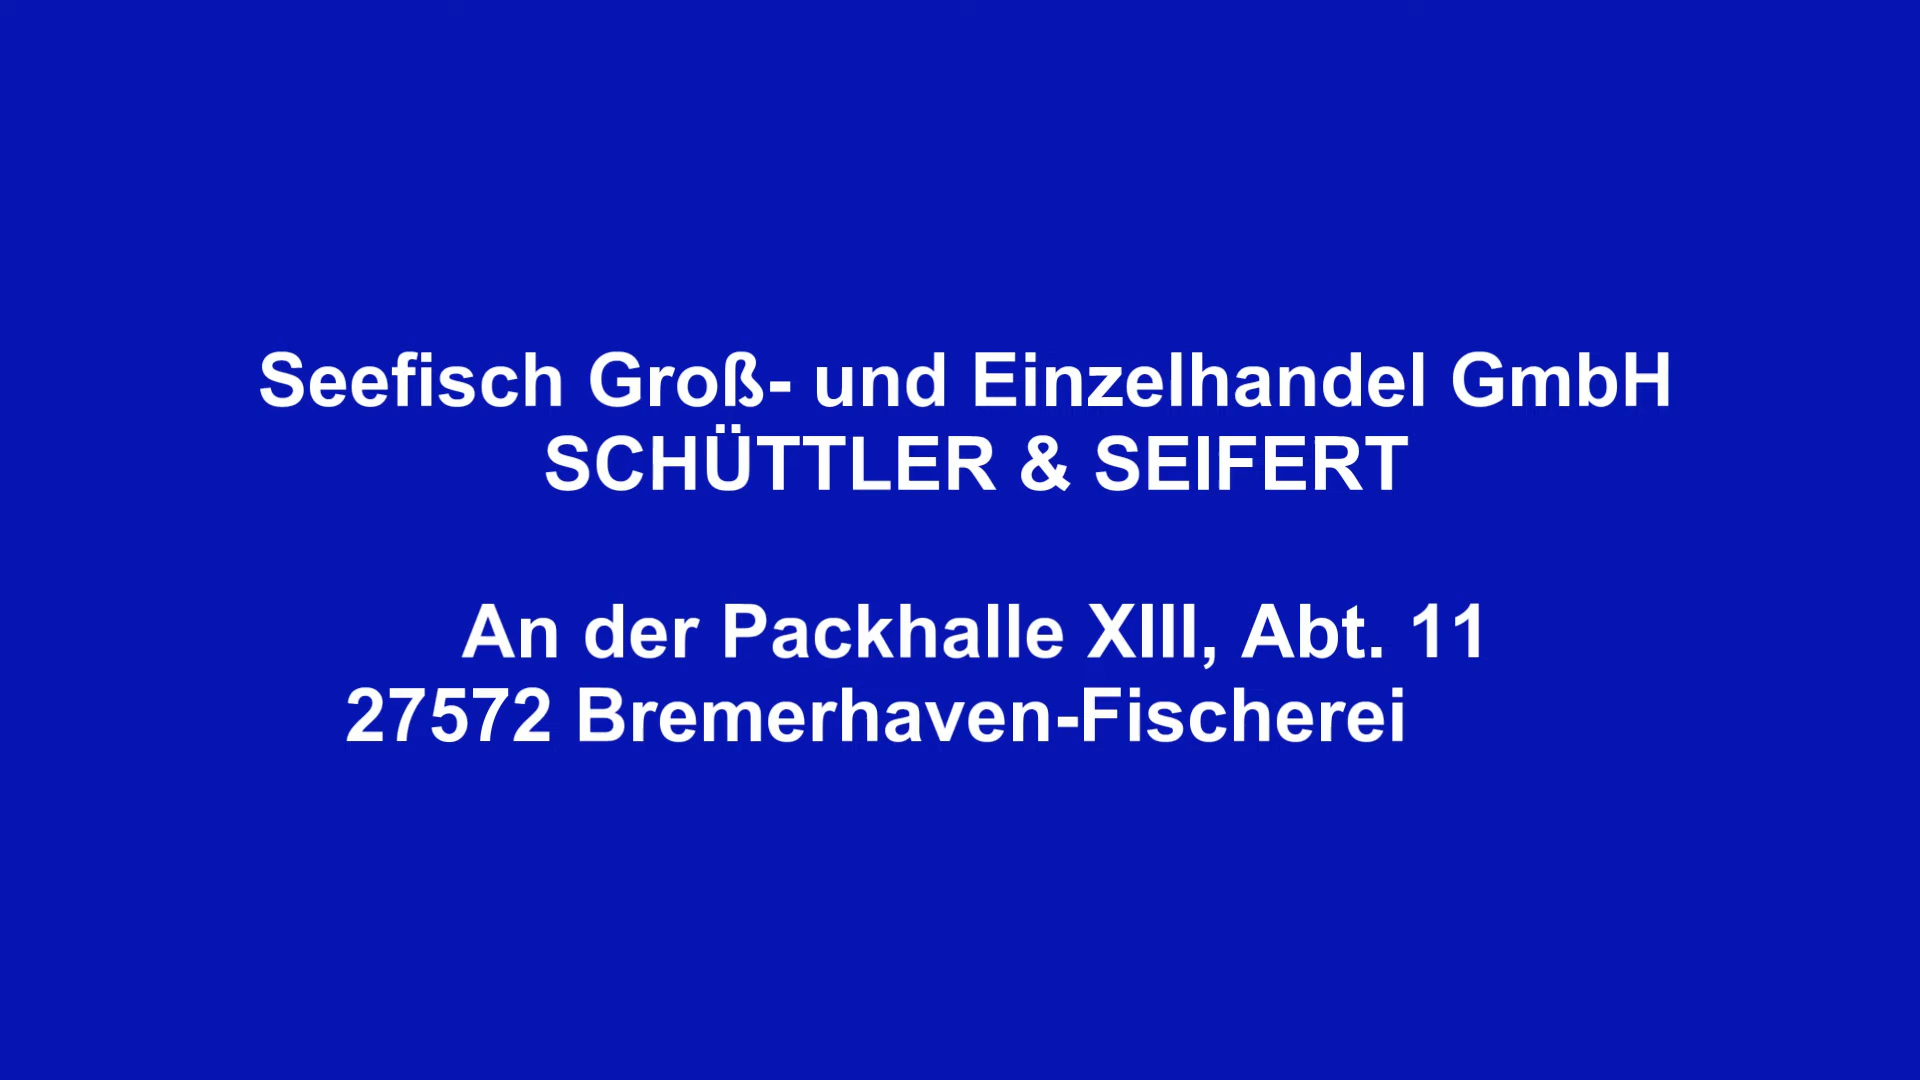 Seefisch Groß- und Einzelhandel GmbH
SCHÜTTLER & SEIFERT
An der Packhalle XIII, Abt. 11
27572 Bremerhaven-Fischerei